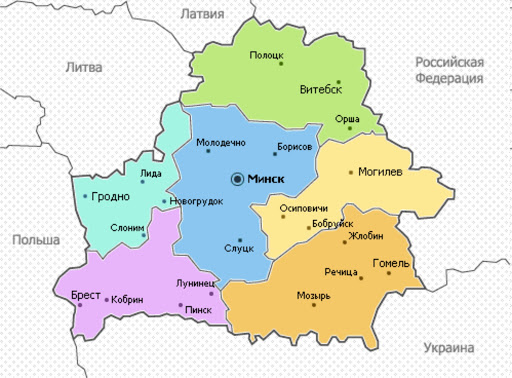 Латвия
Литва
Российская
Федерация
Полоцк
Витебск
Орша
Молодечно
Борисов
Минск
Могилев
Лида
Гродно
Новогрудок
Осиповичи
Бобруйск
Слоним
Слуцк
Жлобин
Польша
Гомель
Речица
Лунинец
Брест
Кобрин
Пинск
Мозырь
Украина